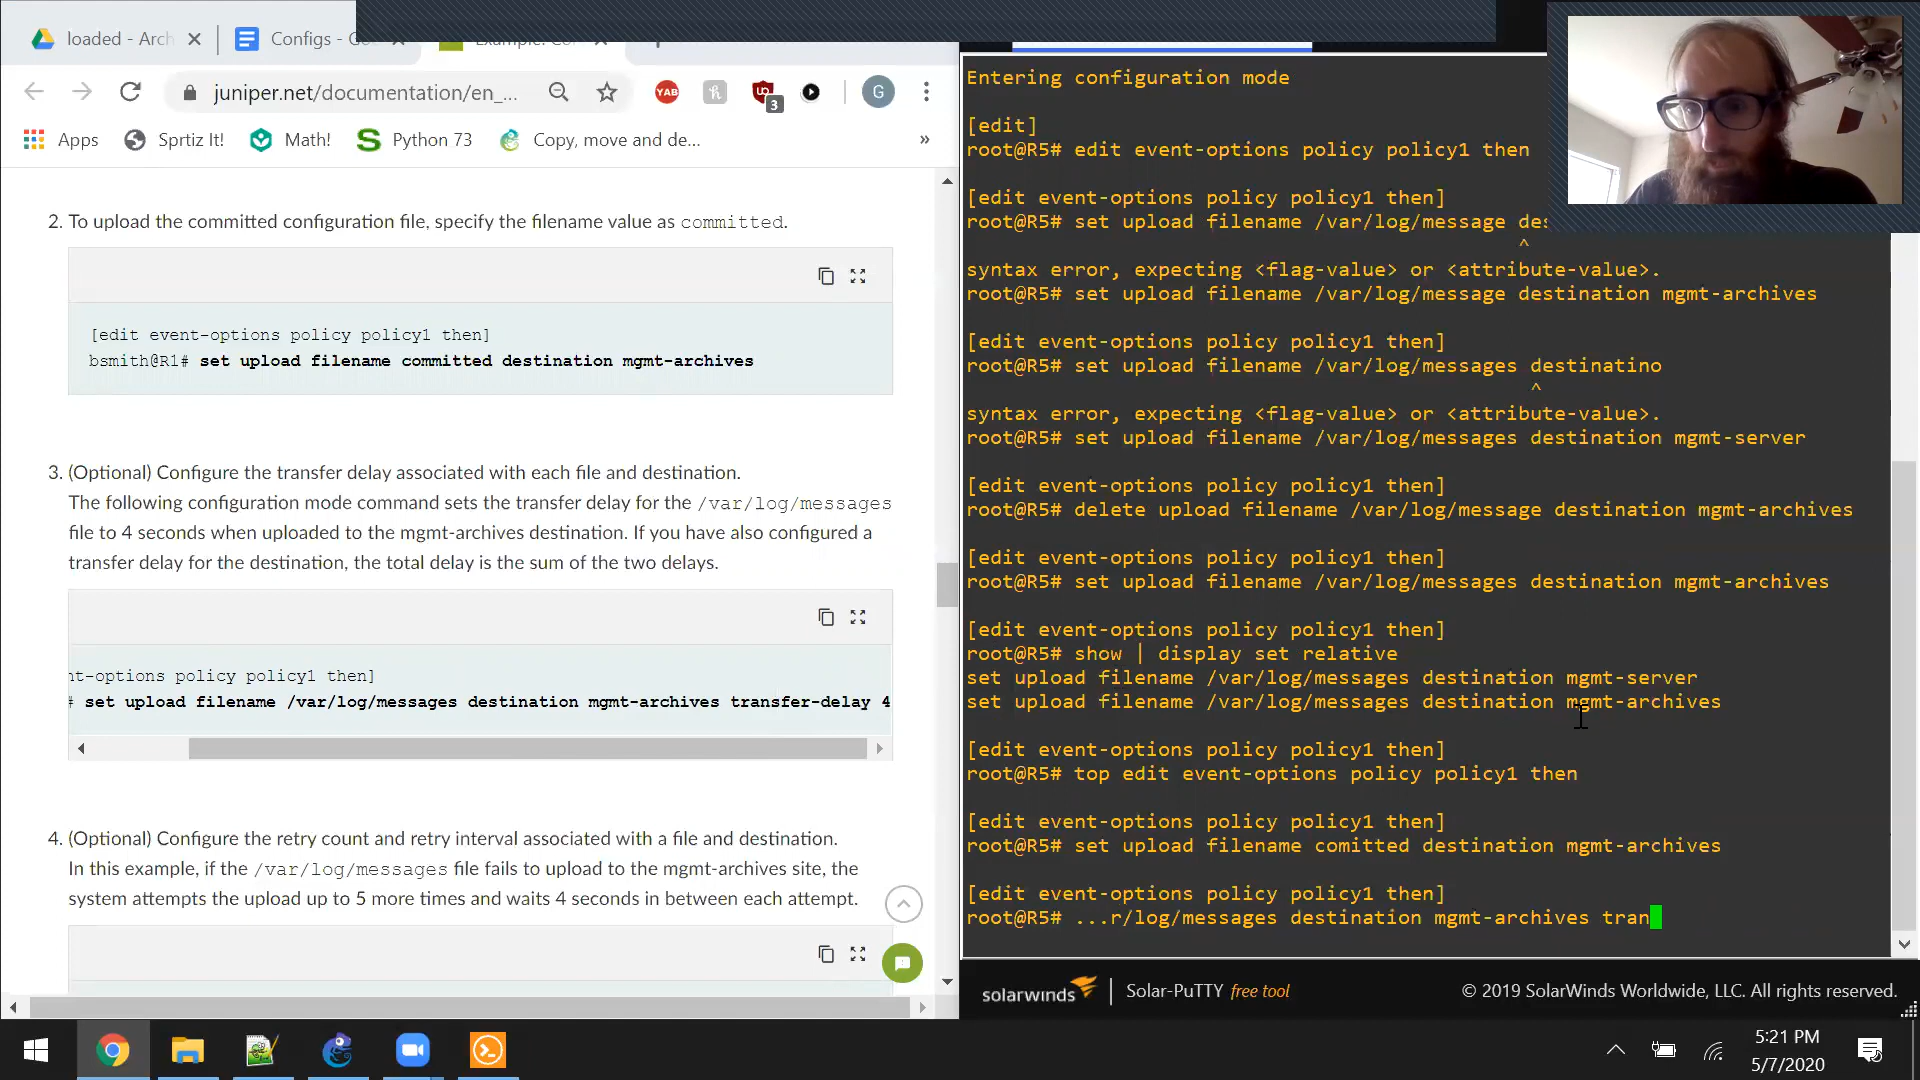 loaded - Arch
Configs - Goo
Example: Co
juniper.net/documentation/en_...
YAB
3
G
Apps
Sprtiz It!
Math!
Python 73
Copy, move and de...
»
2. To upload the committed configuration file, specify the filename value as committed.
[edit event-options policy policy1 then]
bsmith@R1# set upload filename committed destination mgmt-archives
3. (Optional) Configure the transfer delay associated with each file and destination.
The following configuration mode command sets the transfer delay for the /var/log/messages
file to 4 seconds when uploaded to the mgmt-archives destination. If you have also configured a
transfer delay for the destination, the total delay is the sum of the two delays.
nt-options policy policy1 then]
# set upload filename /var/log/messages destination mgmt-archives transfer-delay 4
4. (Optional) Configure the retry count and retry interval associated with a file and destination.
In this example, if the /var/log/messages file fails to upload to the mgmt-archives site, the
system attempts the upload up to 5 more times and waits 4 seconds in between each attempt.
Entering configuration mode
[edit]
root@R5# edit event-options policy policy1 then
[edit event-options policy policy1 then]
root@R5# set upload filename /var/log/message des
^
syntax error, expecting <flag-value> or <attribute-value>.
root@R5# set upload filename /var/log/message destination mgmt-archives
[edit event-options policy policy1 then]
root@R5# set upload filename /var/log/messages destinatino
^
syntax error, expecting <flag-value> or <attribute-value>.
root@R5# set upload filename /var/log/messages destination mgmt-server
[edit event-options policy policy1 then]
root@R5# delete upload filename /var/log/message destination mgmt-archives
[edit event-options policy policy1 then]
root@R5# set upload filename /var/log/messages destination mgmt-archives
[edit event-options policy policy1 then]
root@R5# show | display set relative
set upload filename /var/log/messages destination mgmt-server
set upload filename /var/log/messages destination mgmt-archives
[edit event-options policy policy1 then]
root@R5# top edit event-options policy policy1 then
[edit event-options policy policy1 then]
root@R5# set upload filename comitted destination mgmt-archives
[edit event-options policy policy1 then]
root@R5# ...r/log/messages destination mgmt-archives tran
solarwinds
Solar-PuTTY free tool
© 2019 SolarWinds Worldwide, LLC. All rights reserved.
5:21 PM
5/7/2020